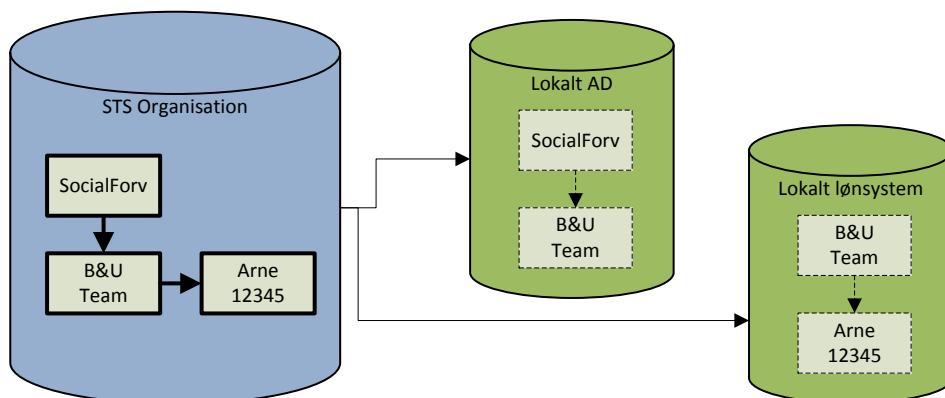 STS Organisation
SocialForv
B&U
Team
Arne
12345
Lokalt AD
SocialForv
B&U
Team
Lokalt lønsystem
B&U
Team
Arne
12345